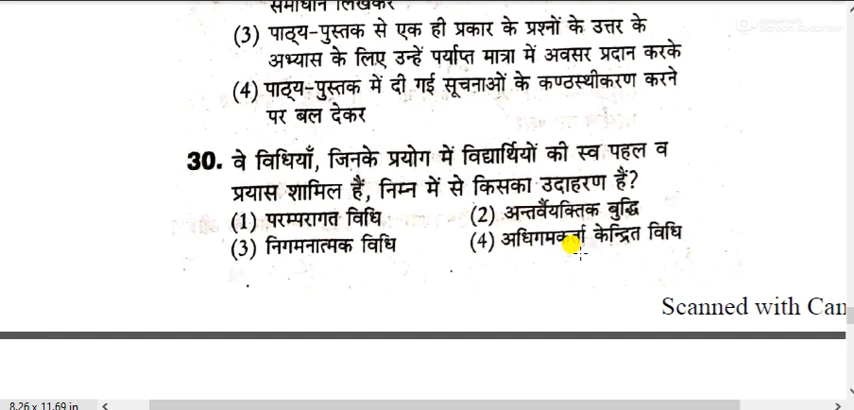 समाधान लिखकर
(3) पाठ्य-पुस्तक से एक ही प्रकार के प्रश्नों के उत्तर के
अभ्यास के लिए उन्हें पर्याप्त मात्रा में अवसर प्रदान करके
(4) पाठ्य-पुस्तक में दी गई सूचनाओं के कण्ठस्थीकरण करने
पर बल देकर
30. वे विधियाँ, जिनके प्रयोग में विद्यार्थियों की स्व पहल व
प्रयास शामिल हैं, निम्न में से किसका उदाहरण हैं?
(1) परम्परागत विधि (2) अन्तर्वैयक्तिक बुद्धि
(3) निगमनात्मक विधि (4) अधिगमकर्ता केन्द्रित विधि
Scanned with Can
8.26 x 11.69 in